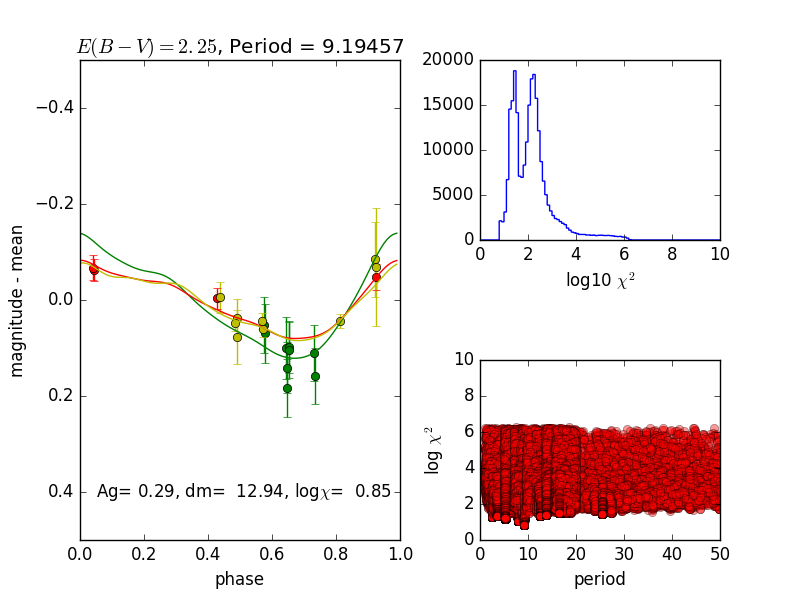 E(B − V) = 2.25, Period = 9.19457
magnitude - mean
−0.4
−0.2
0.0
0.2
0.4
Ag= 0.29, dm=  12.94, logχ=  0.85
0.0 0.2 0.4 0.6 0.8 1.0
phase
20000
15000
10000
5000
0
0 2 4 6 8 10
log10 χ²
log χ²
10
8
6
4
2
0
0 10 20 30 40 50
period